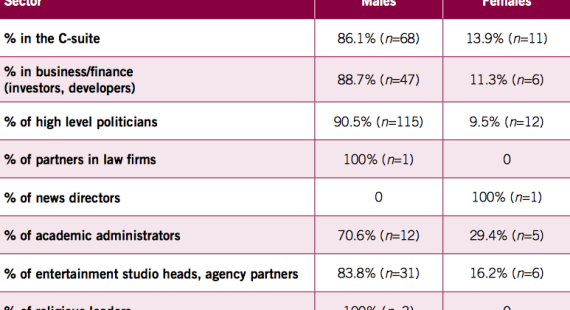 Sector Males Females
% in the C-suite 86.1% (n=68) 13.9% (n=11)
% in business/finance
(investors, developers) 88.7% (n=47) 11.3% (n=6)
% of high level politicians 90.5% (n=115) 9.5% (n=12)
% of partners in law firms 100% (n=1) 0
% of news directors 0 100% (n=1)
% of academic administrators 70.6% (n=12) 29.4% (n=5)
% of entertainment studio heads, agency partners 83.8% (n=31) 16.2% (n=6)
% of religious leaders 100% 0